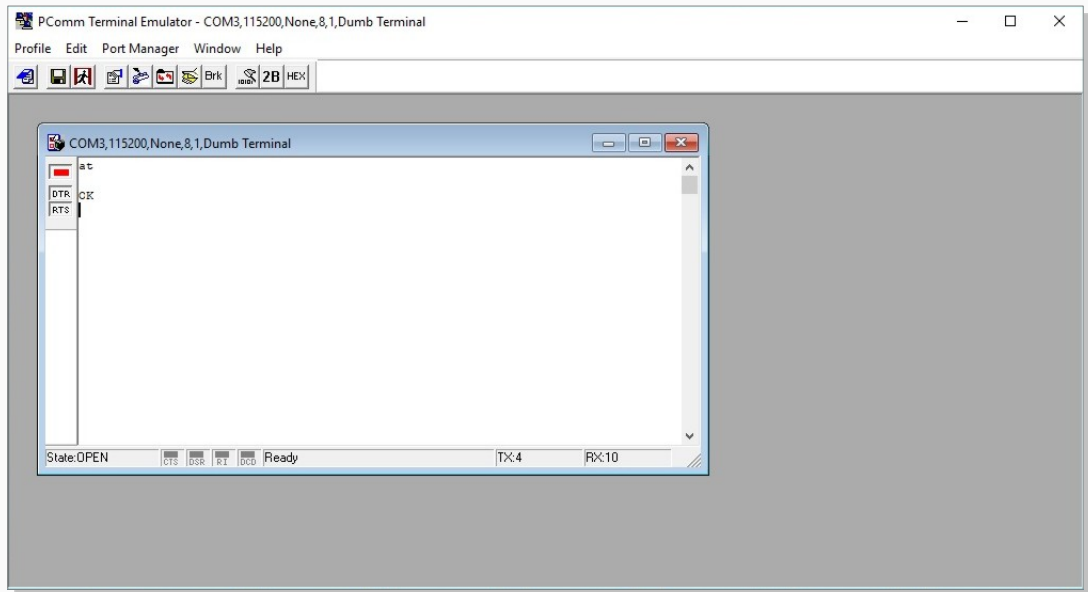 PComm Terminal Emulator - COM3,115200,None,8,1,Dumb Terminal
Profile Edit Port Manager Window Help
Brk 2B HEX
COM3,115200,None,8,1,Dumb Terminal
at
DTR OK
RTS
State:OPEN CTS DSR RI DCD Ready TX:4 RX:10